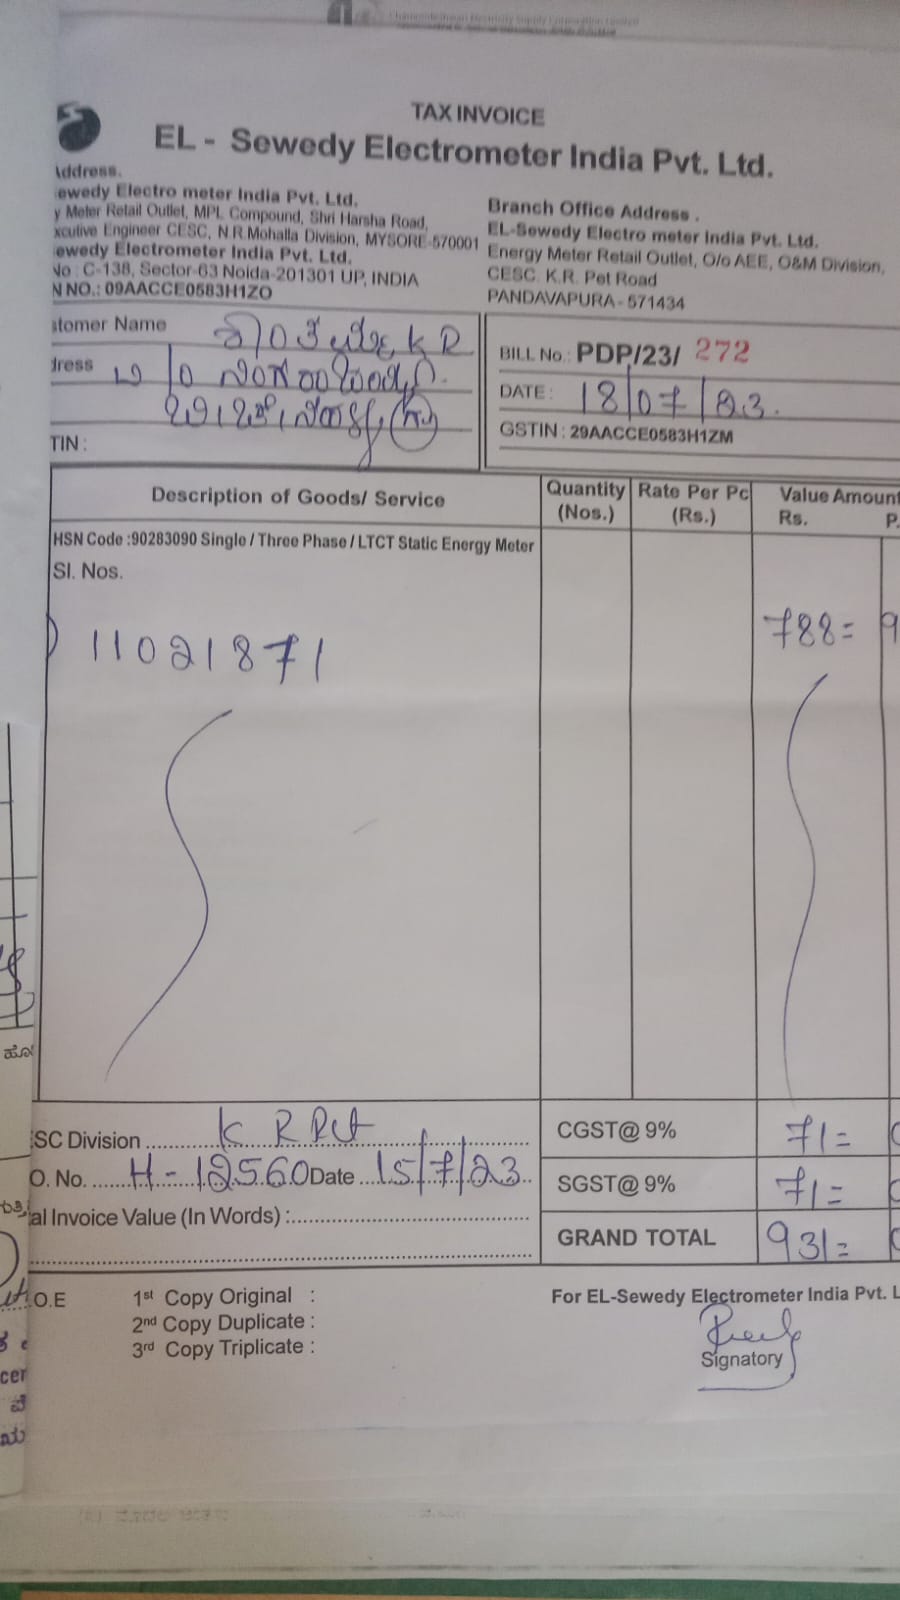 TAX INVOICE
EL - Sewedy Electrometer India Pvt. Ltd.
Address.
ewedy Electro meter India Pvt. Ltd.
y Meter Retail Outlet, MPL Compound, Shri Harsha Road,
xcutive Engineer CESC, N.R.Mohalla Division, MYSORE-570001
ewedy Electrometer India Pvt. Ltd.
No : C-138, Sector-63 Noida-201301 UP, INDIA
N NO.: 09AACCE0583H1ZO
Branch Office Address .
EL-Sewedy Electro meter India Pvt. Ltd.
Energy Meter Retail Outlet, O/o AEE, O&M Division,
CESC. K.R. Pet Road
PANDAVAPURA - 571434
stomer Name K R
dress
TIN :
BILL No.: PDP/23/ 272
DATE : 18/07/23.
GSTIN : 29AACCE0583H1ZM
Description of Goods/ Service
Quantity (Nos.)
Rate Per Pc (Rs.)
Value Amount
Rs. P.
HSN Code :90283090 Single / Three Phase / LTCT Static Energy Meter
Sl. Nos.
) 11021871 788= 9
SC Division K R Pet
O. No. H-12560 Date 15/7/23
al Invoice Value (In Words) :
CGST@ 9% 71=
SGST@ 9% 71=
GRAND TOTAL 931=
.O.E
1st Copy Original :
2nd Copy Duplicate :
3rd Copy Triplicate :
For EL-Sewedy Electrometer India Pvt. L
Signatory